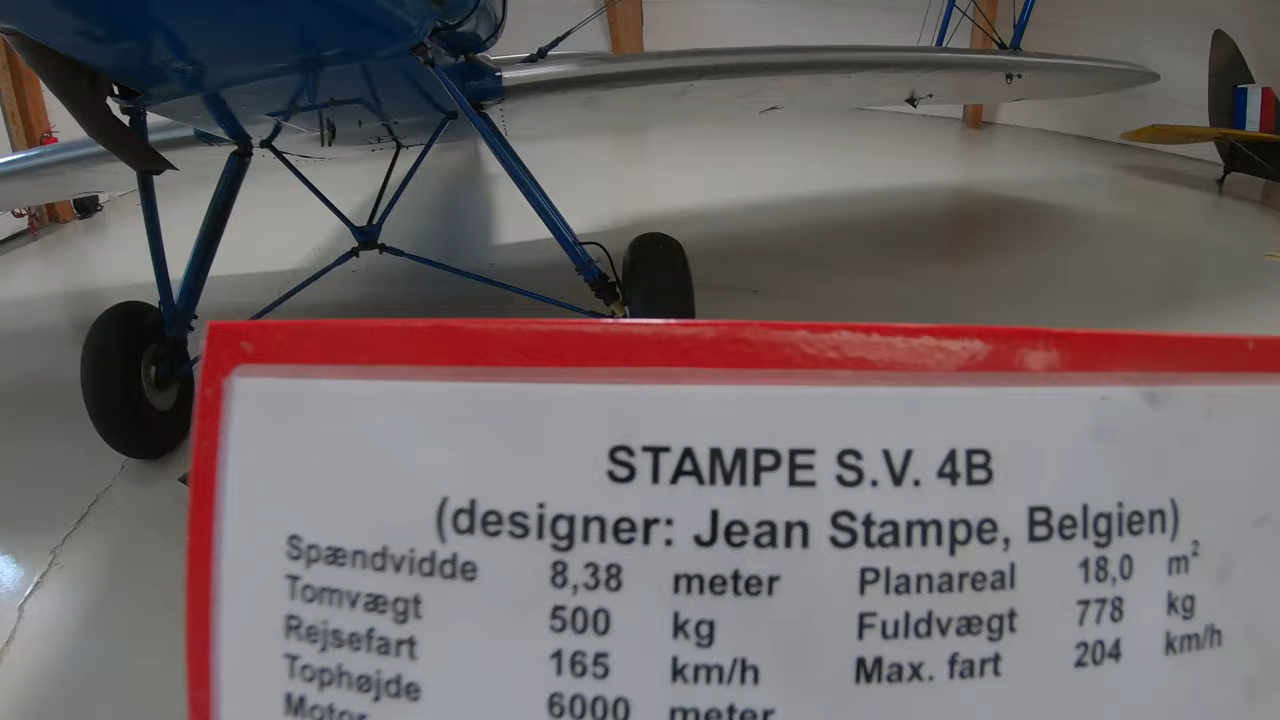 STAMPE S.V. 4B
(designer: Jean Stampe, Belgien)
Spændvidde 8,38 meter Planareal 18,0 m²
Tomvægt 500 kg Fuldvægt 778 kg
Rejsefart 165 km/h Max. fart 204 km/h
Tophøjde 6000 meter
Motor